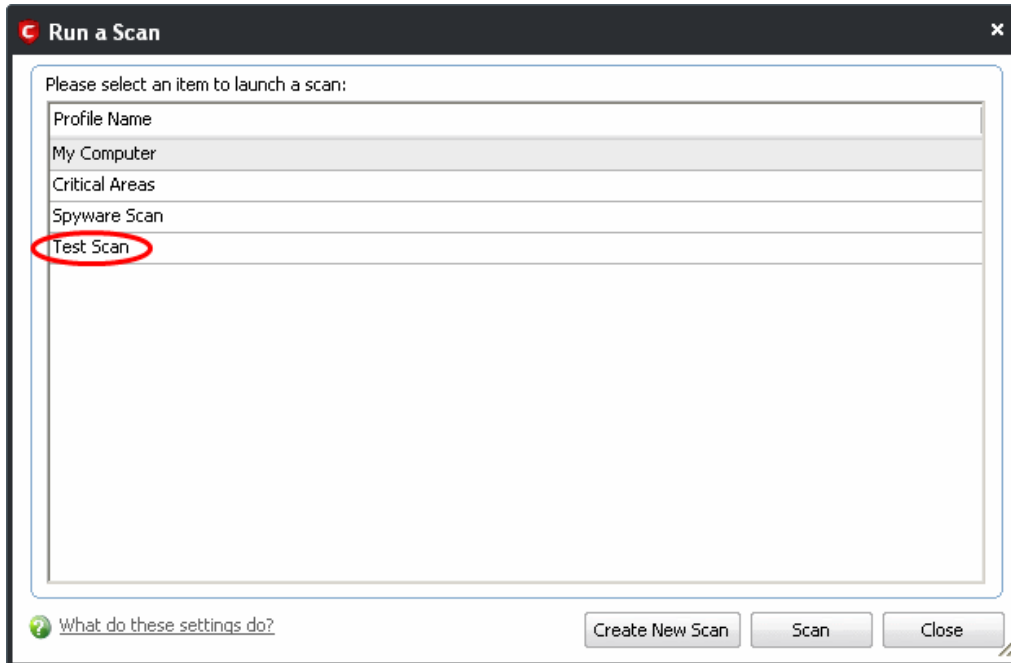 Run a Scan
Please select an item to launch a scan:
Profile Name
My Computer
Critical Areas
Spyware Scan
Test Scan
What do these settings do?
Create New Scan
Scan
Close